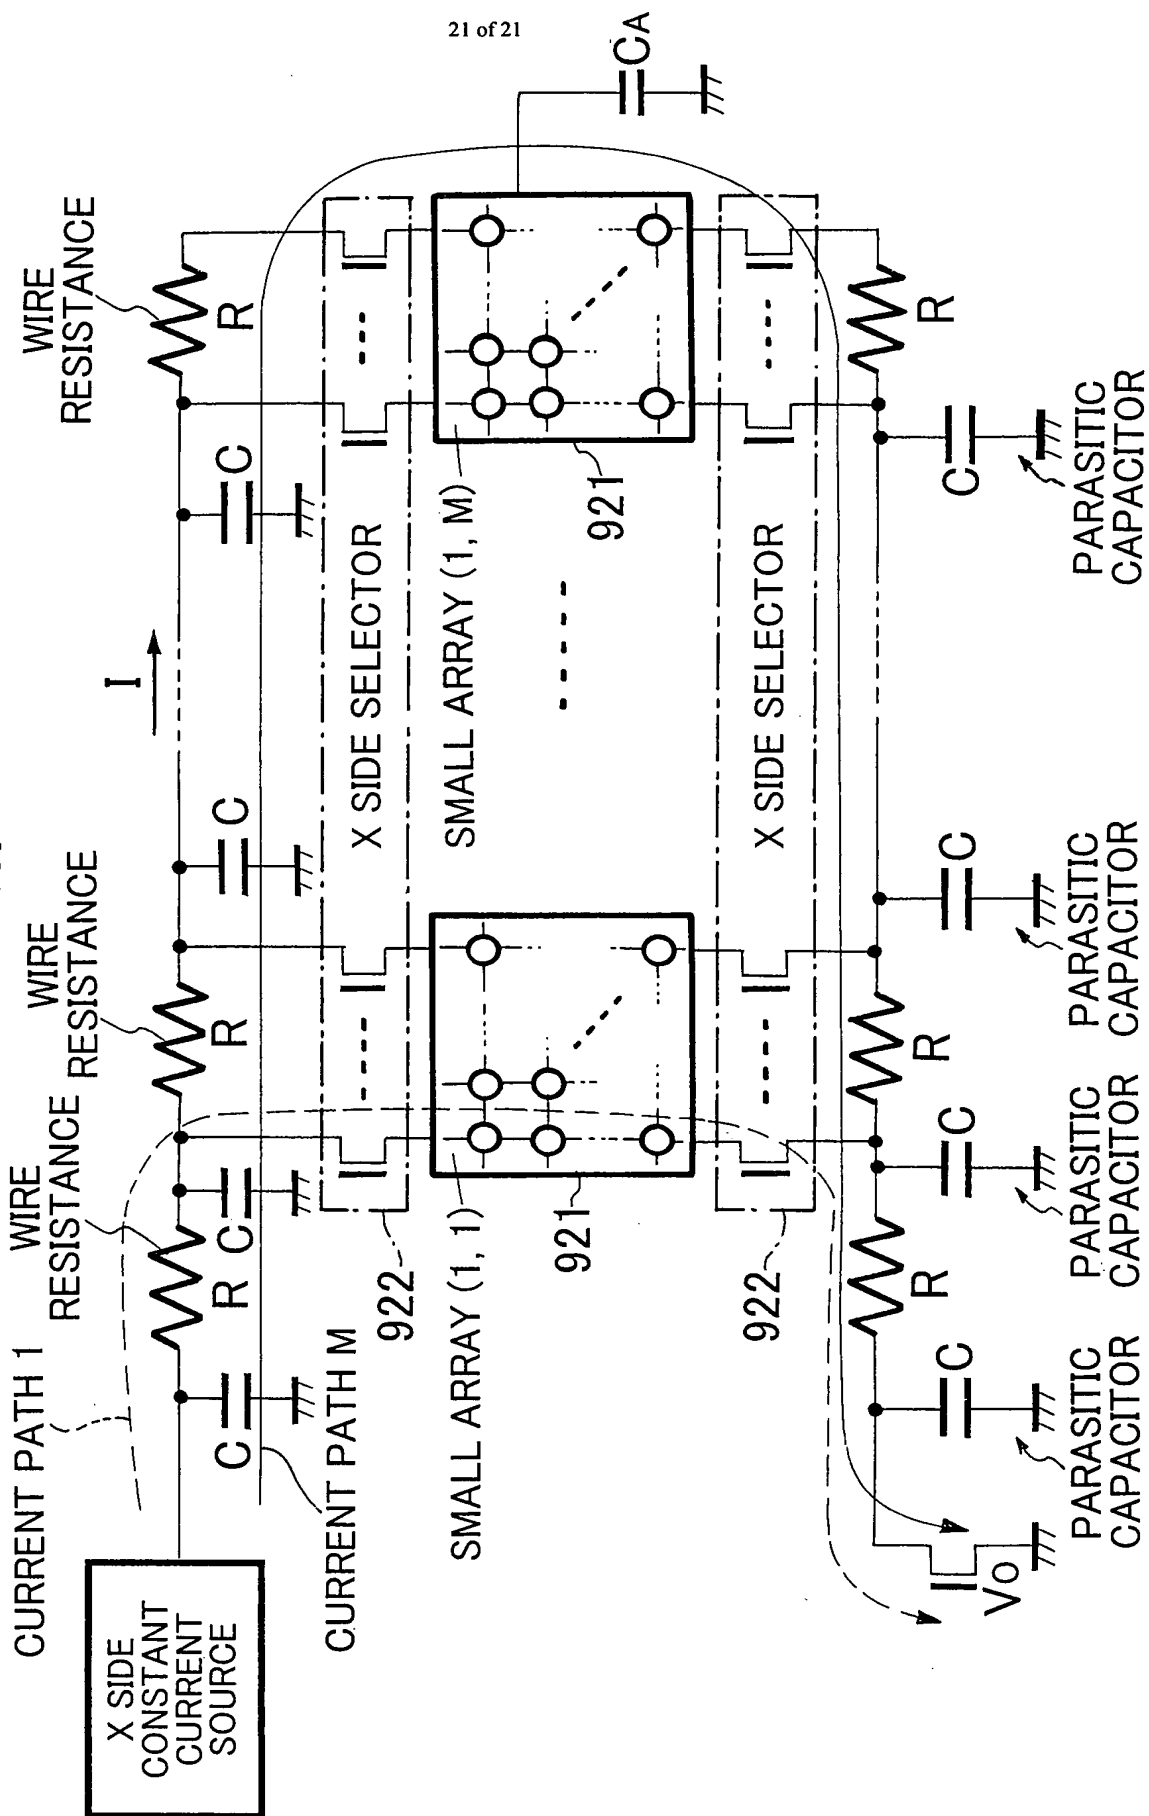 21 of 21
CURRENT PATH 1
WIRE
RESISTANCE
WIRE
RESISTANCE
WIRE
RESISTANCE
I
X SIDE
CONSTANT
CURRENT
SOURCE
R
R
R
C
C
C
C
CURRENT PATH M
922
X SIDE SELECTOR
SMALL ARRAY (1, 1)
SMALL ARRAY (1, M)
CA
921
921
922
X SIDE SELECTOR
R
R
R
C
C
C
C
V0
PARASITIC
CAPACITOR
PARASITIC
CAPACITOR
PARASITIC
CAPACITOR
PARASITIC
CAPACITOR